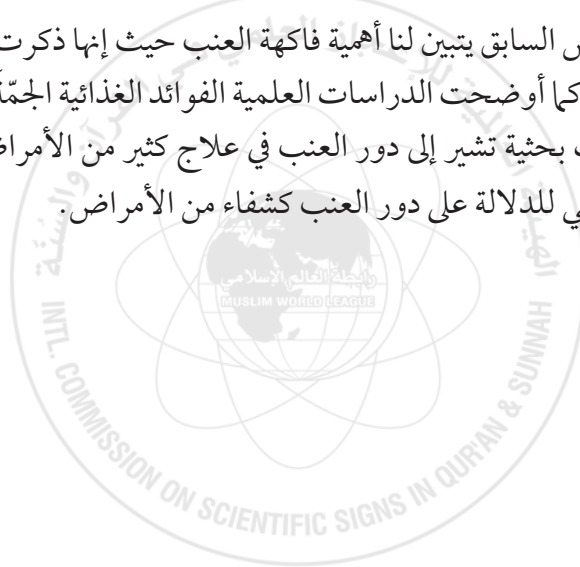 السابق يتبين لنا أهمية فاكهة العنب حيث إنها ذكرت
كما أوضحت الدراسات العلمية الفوائد الغذائية الجمّة
بحثية تشير إلى دور العنب في علاج كثير من الأمراض
للدلالة على دور العنب كشفاء من الأمراض.
رابطة العالم الإسلامي
MUSLIM WORLD LEAGUE
INTL. COMMISSION ON SCIENTIFIC SIGNS IN QUR'AN & SUNNAH